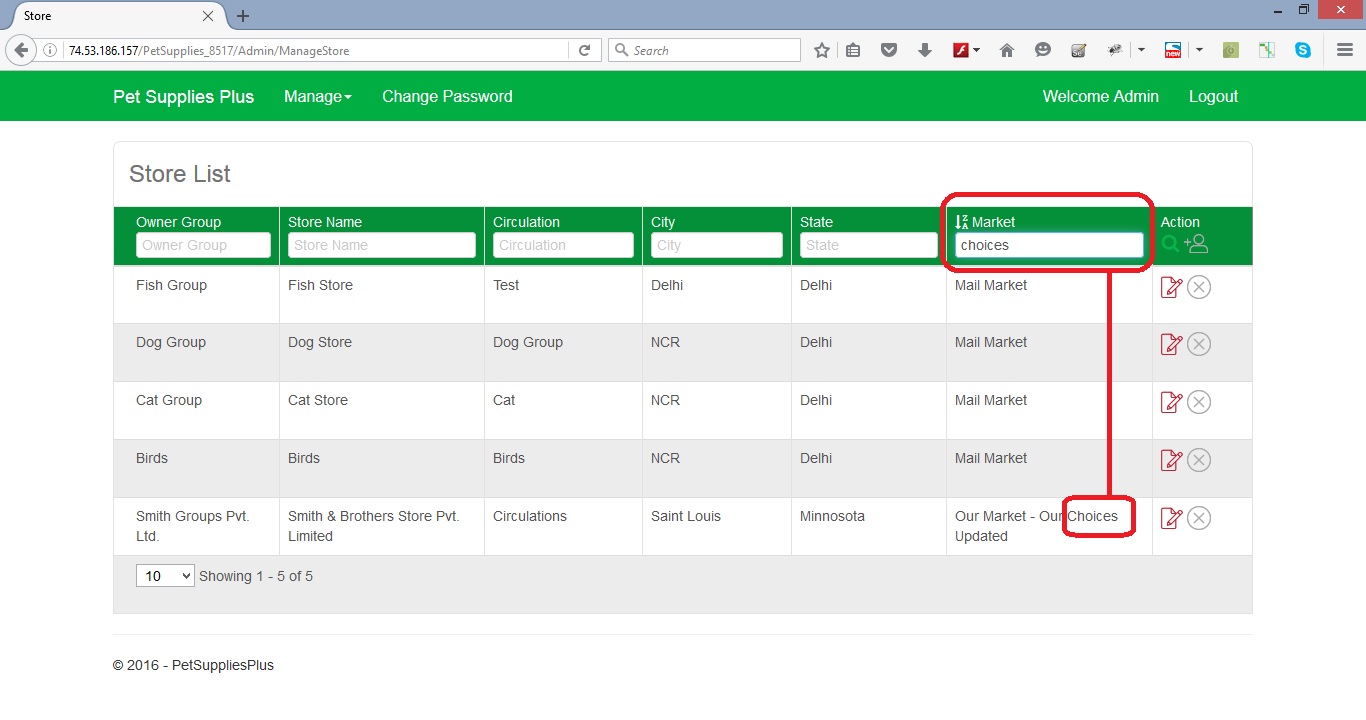 Store
74.53.186.157/PetSupplies_8517/Admin/ManageStore
Search
new
Pet Supplies Plus Manage Change Password Welcome Admin Logout
Store List
Owner Group Store Name Circulation City State Market Action
Owner Group Store Name Circulation City State choices
Fish Group Fish Store Test Delhi Delhi Mail Market
Dog Group Dog Store Dog Group NCR Delhi Mail Market
Cat Group Cat Store Cat NCR Delhi Mail Market
Birds Birds Birds NCR Delhi Mail Market
Smith Groups Pvt. Smith & Brothers Store Pvt. Circulations Saint Louis Minnosota Our Market - Our Choices
Ltd. Limited Updated
10 Showing 1 - 5 of 5
© 2016 - PetSuppliesPlus